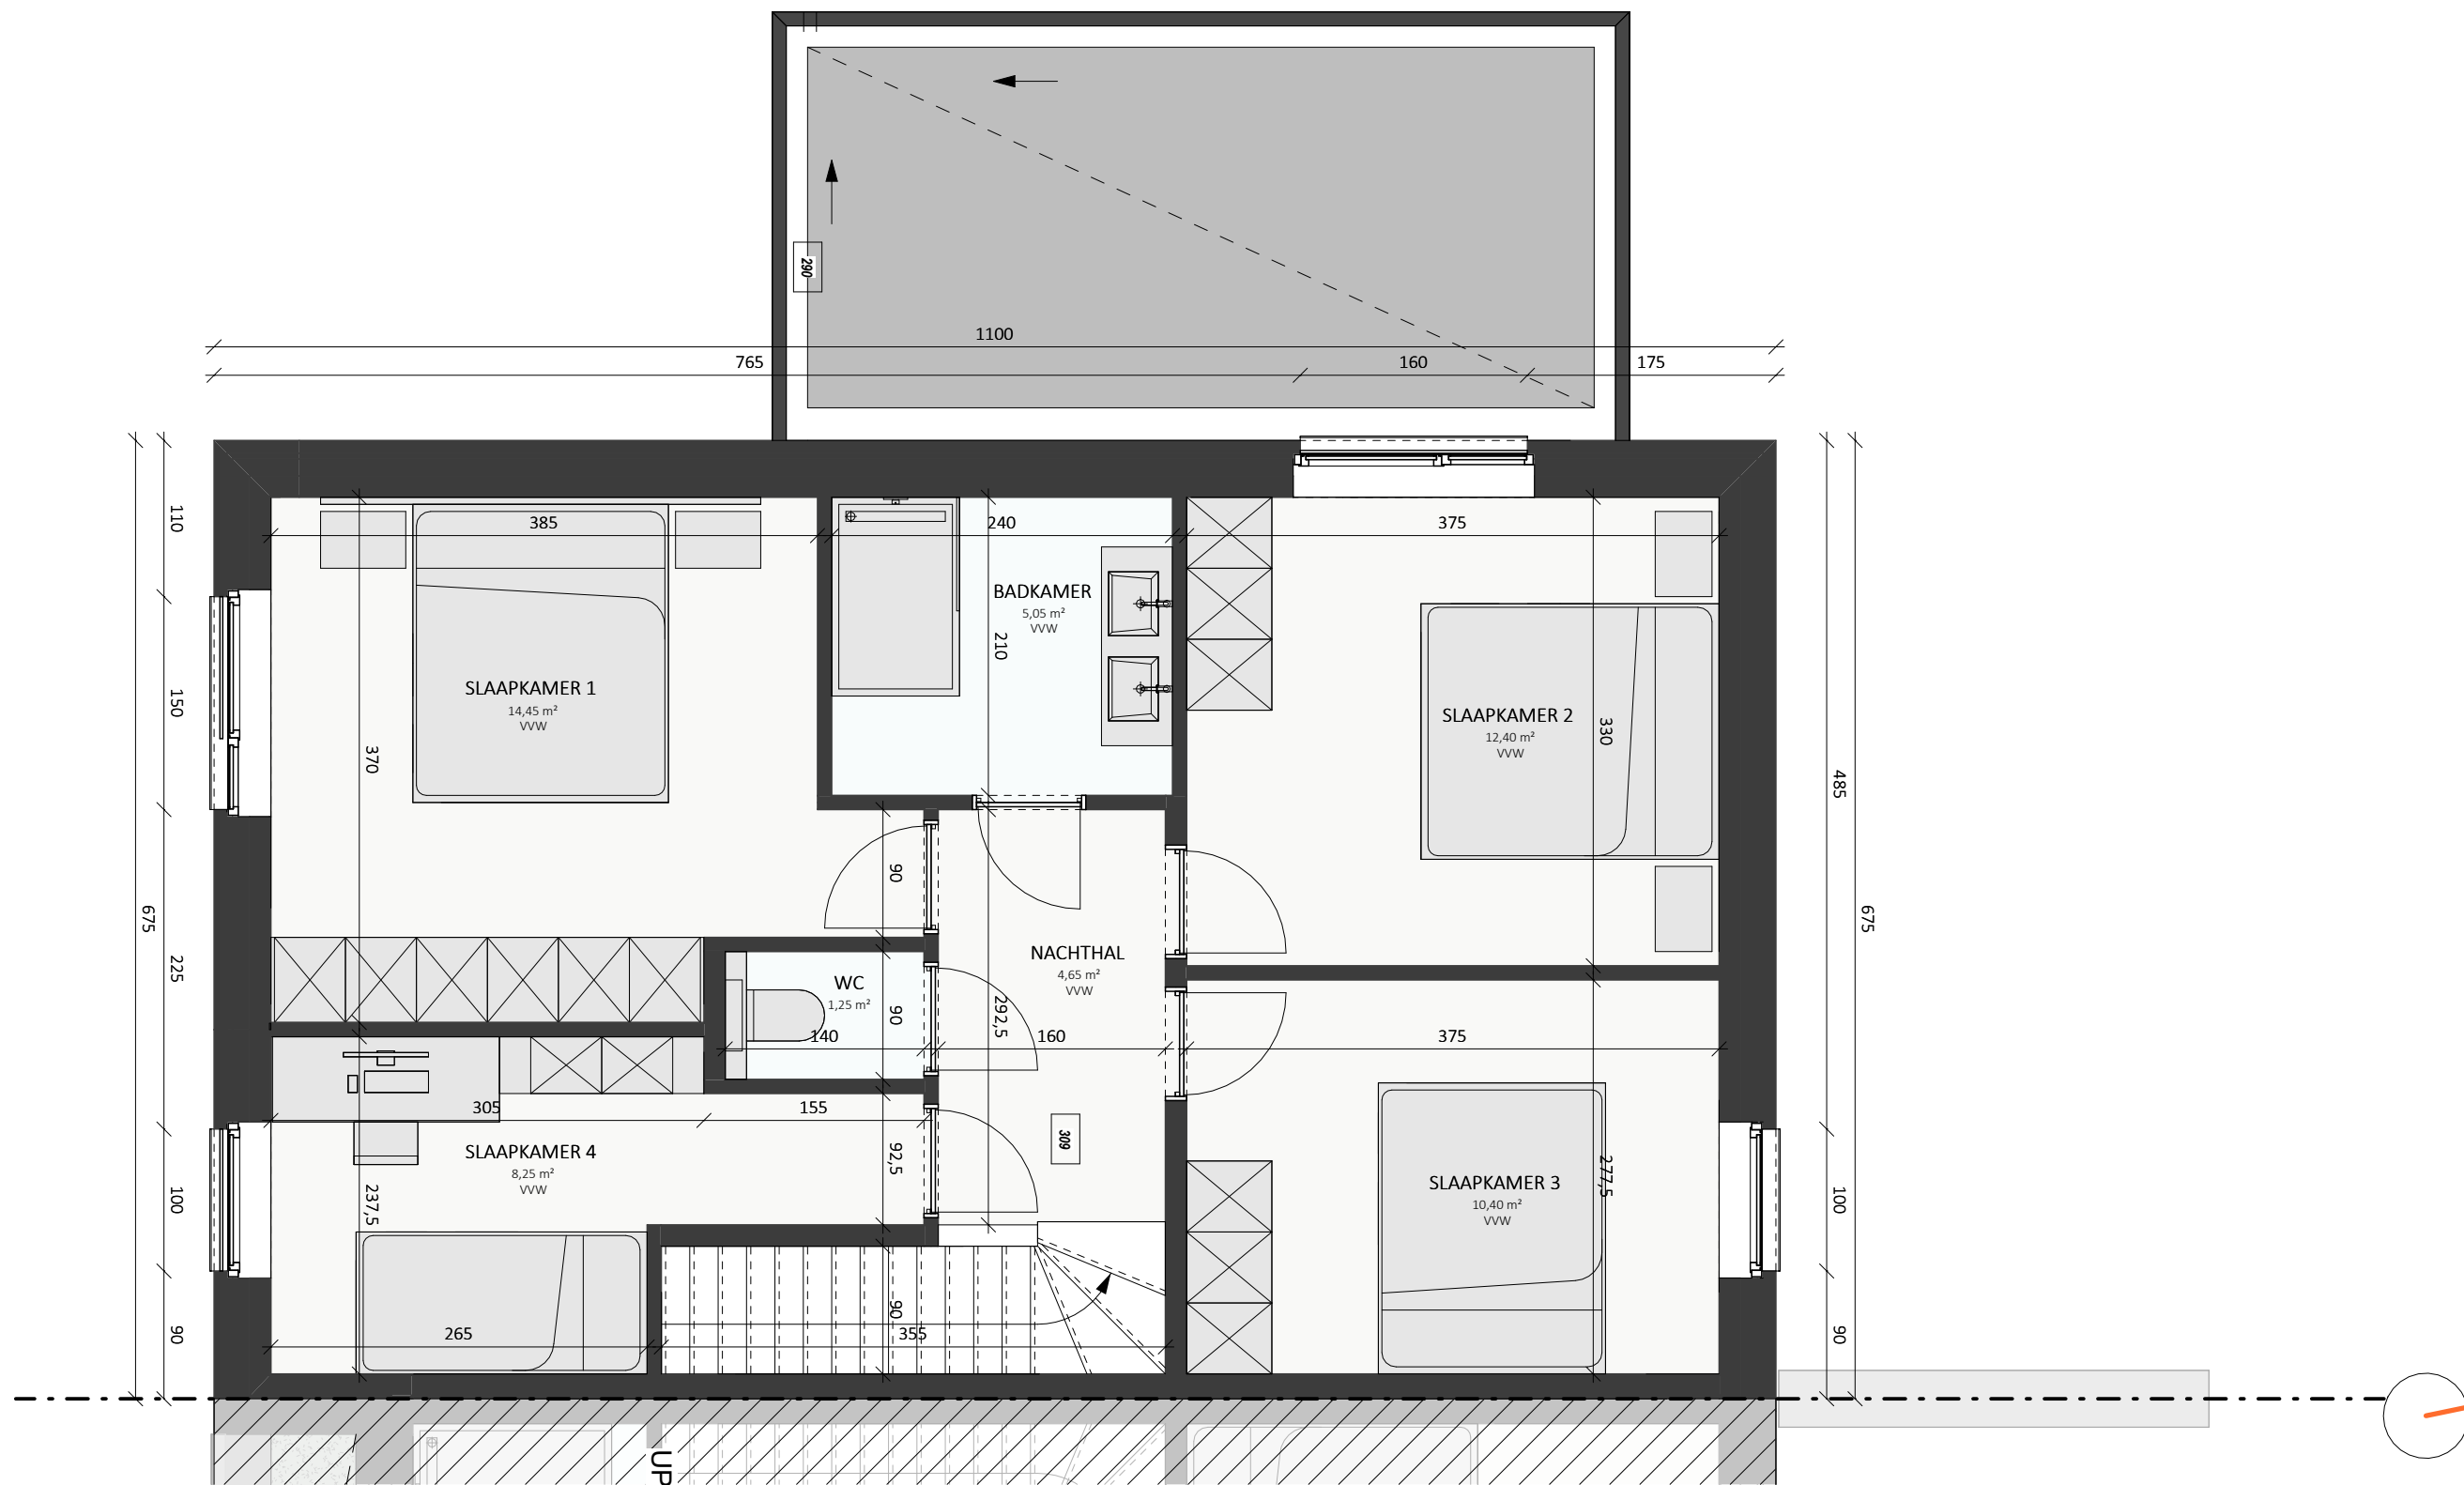 290
1100
765
160
175
110
150
225
100
90
675
385
240
375
SLAAPKAMER 1
14,45 m²
VVW
370
BADKAMER
5,05 m²
VVW
210
SLAAPKAMER 2
12,40 m²
VVW
330
485
100
90
675
90
NACHTHAL
4,65 m²
VVW
292,5
WC
1,25 m²
90
140
160
375
305
155
SLAAPKAMER 4
8,25 m²
VVW
237,5
92,5
309
SLAAPKAMER 3
10,40 m²
VVW
277,5
265
90
355
UP